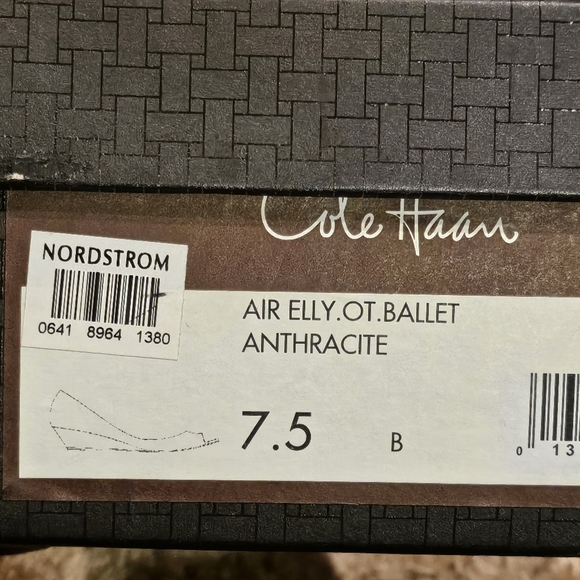 Cole Haan
NORDSTROM
0641 8964 1380
AIR ELLY.OT.BALLET
ANTHRACITE
7.5 B
0 13